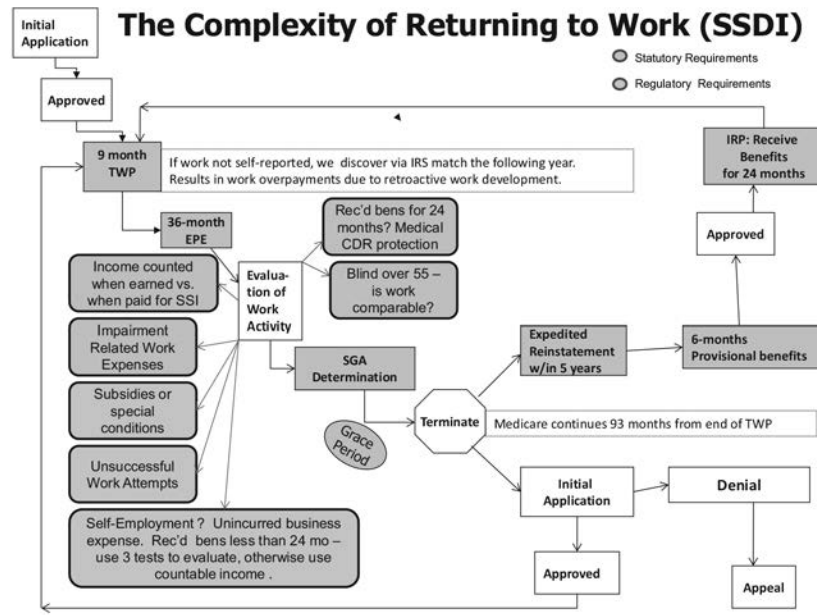 The Complexity of Returning to Work (SSDI)
Initial
Application
Statutory Requirements
Regulatory Requirements
Approved
9 month
TWP
If work not self-reported, we discover via IRS match the following year.
Results in work overpayments due to retroactive work development.
IRP: Receive
Benefits
for 24 months
36-month
EPE
Rec'd bens for 24
months? Medical
CDR protection
Approved
Income counted
when earned vs.
when paid for SSI
Evalua-
tion of
Work
Activity
Blind over 55 –
is work
comparable?
Impairment
Related Work
Expenses
Expedited
Reinstatement
w/in 5 years
6-months
Provisional benefits
SGA
Determination
Subsidies or
special
conditions
Terminate
Medicare continues 93 months from end of TWP
Grace
Period
Unsuccessful
Work Attempts
Initial
Application
Denial
Self-Employment ? Unincurred business
expense. Rec'd bens less than 24 mo –
use 3 tests to evaluate, otherwise use
countable income .
Approved
Appeal